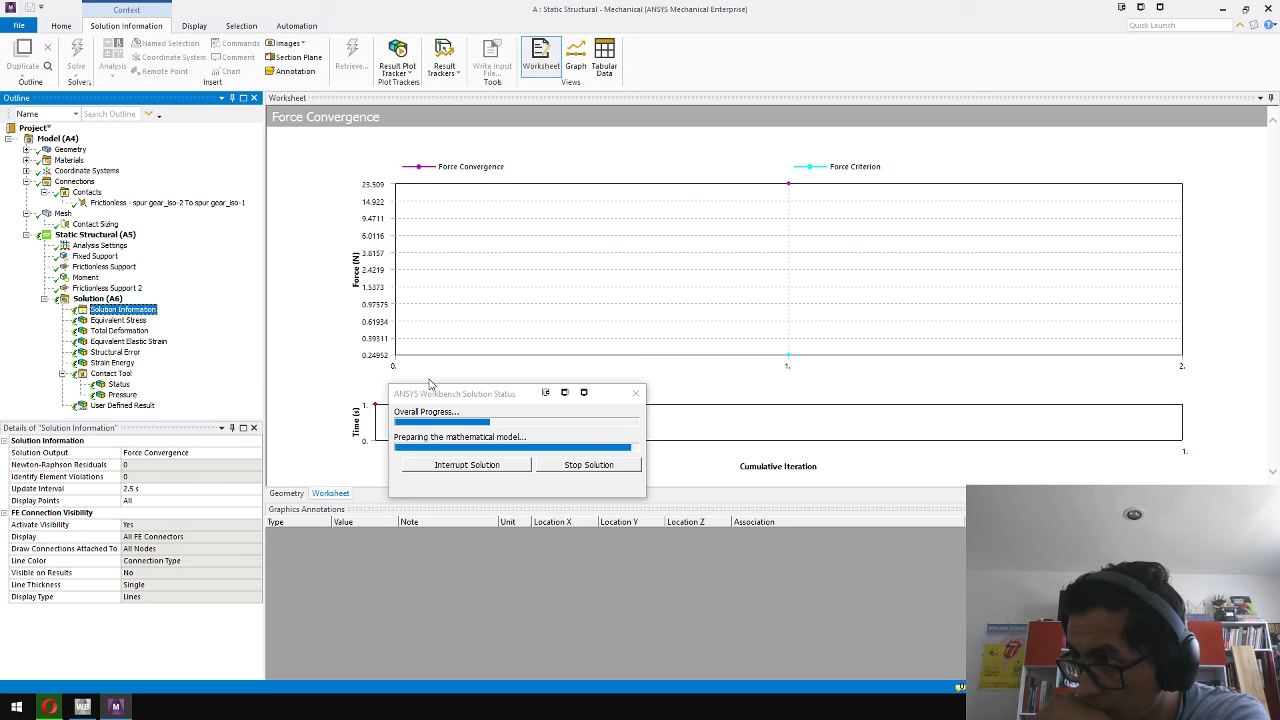 Context
A : Static Structural - Mechanical (ANSYS Mechanical Enterprise)
File
Home
Solution Information
Display
Selection
Automation
Quick Launch
Duplicate
Outline
Solve
Solve
Analysis
Named Selection
Coordinate System
Remote Point
Commands
Comment
Chart
Images
Section Plane
Annotation
Insert
Retrieve...
Result Plot
Tracker
Plot Trackers
Result
Trackers
Write Input
File...
Tools
Worksheet
Graph
Tabular
Data
Views
Outline
Name
Search Outline
Project*
Model (A4)
Geometry
Materials
Coordinate Systems
Connections
Contacts
Frictionless - spur gear_iso-2 To spur gear_iso-1
Mesh
Contact Sizing
Static Structural (A5)
Analysis Settings
Fixed Support
Frictionless Support
Moment
Frictionless Support 2
Solution (A6)
Solution Information
Equivalent Stress
Total Deformation
Equivalent Elastic Strain
Structural Error
Strain Energy
Contact Tool
Status
Pressure
User Defined Result
Details of "Solution Information"
Solution Information
Solution Output Force Convergence
Newton-Raphson Residuals 0
Identify Element Violations 0
Update Interval 2.5 s
Display Points All
FE Connection Visibility
Activate Visibility Yes
Display All FE Connectors
Draw Connections Attached To All Nodes
Line Color Connection Type
Visible on Results No
Line Thickness Single
Display Type Lines
Worksheet
Force Convergence
Force Convergence
Force Criterion
Force (N)
23.509
14.922
9.4711
6.0116
3.8157
2.4219
1.5373
0.97575
0.61934
0.39311
0.24952
0. 1. 2.
Time (s)
1.
0.
1.
Cumulative Iteration
ANSYS Workbench Solution Status
Overall Progress...
Preparing the mathematical model...
Interrupt Solution
Stop Solution
Geometry
Worksheet
Graphics Annotations
Type Value Note Unit Location X Location Y Location Z Association
ROLLING STONES
WB
M